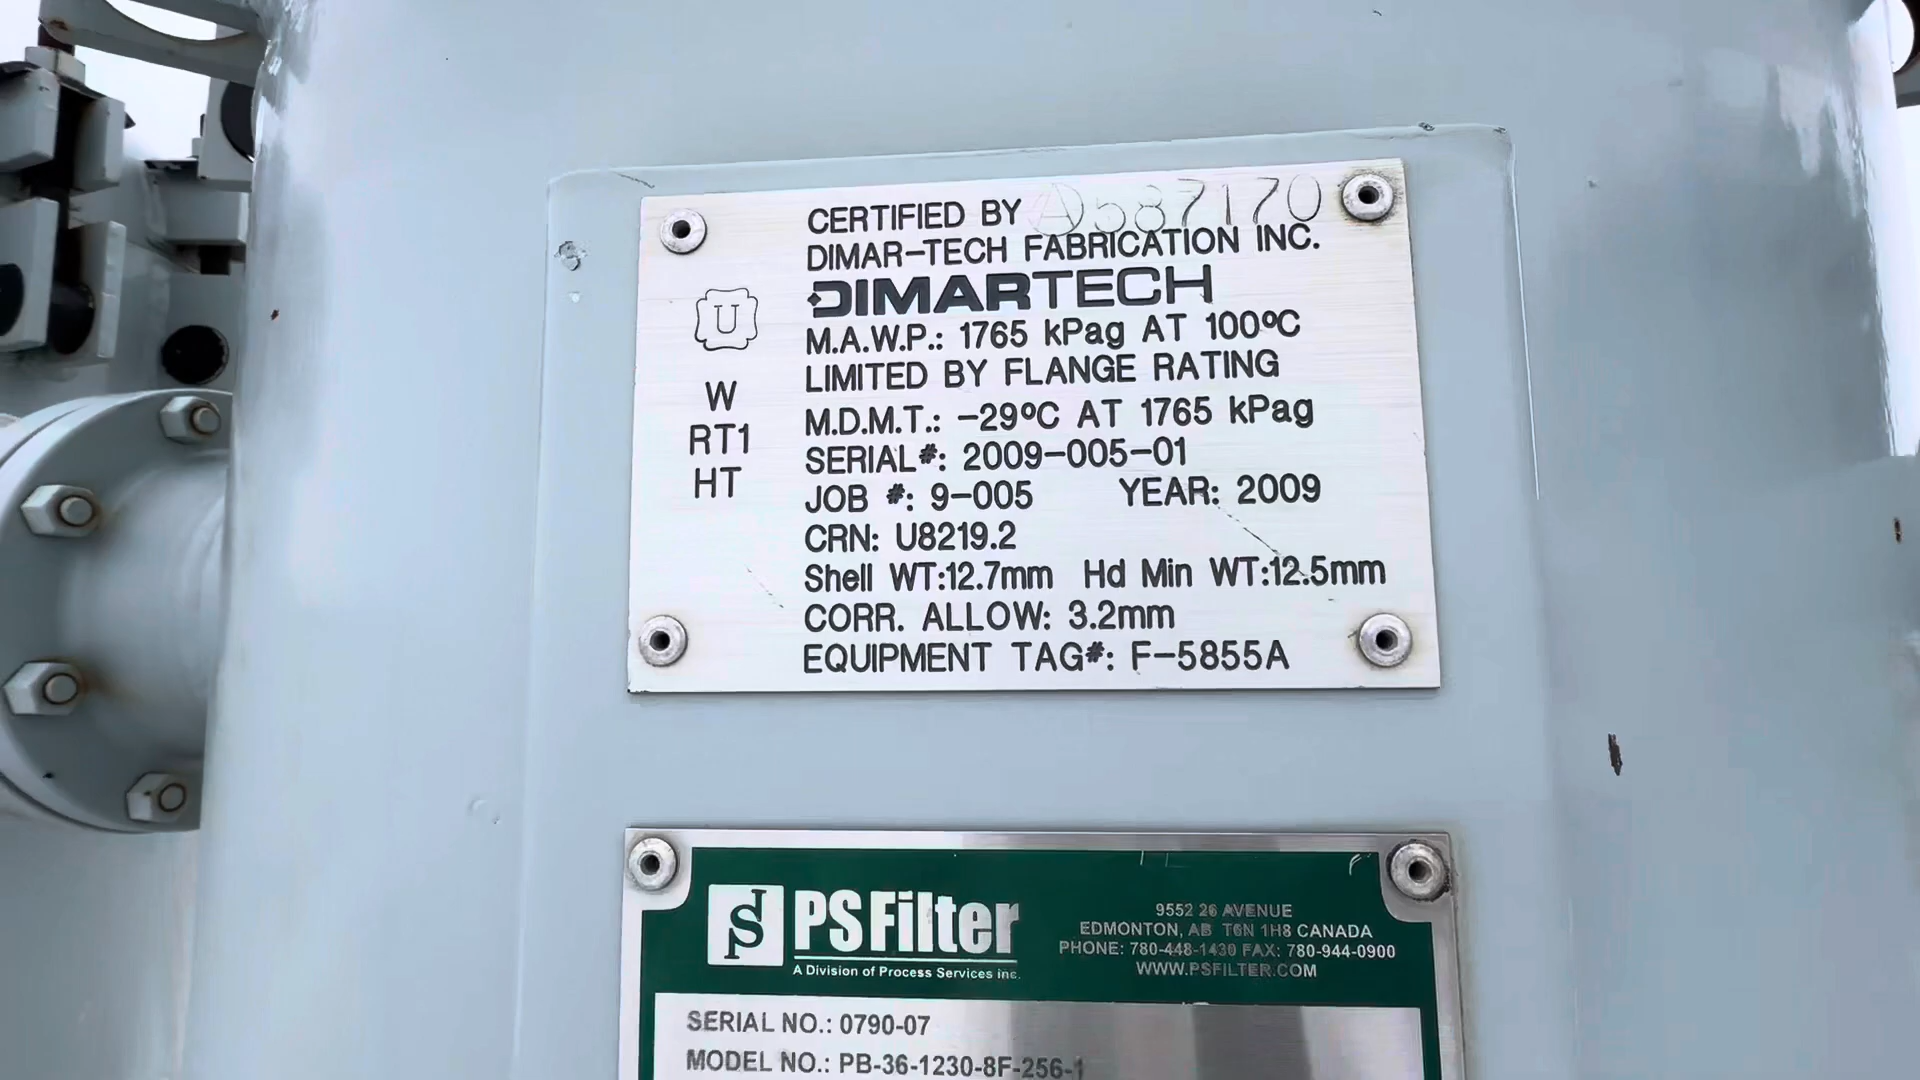 CERTIFIED BY A587170
DIMAR-TECH FABRICATION INC.
DIMARTECH
U
M.A.W.P.: 1765 kPag AT 100ºC
LIMITED BY FLANGE RATING
W
M.D.M.T.: -29ºC AT 1765 kPag
RT1
SERIAL#: 2009-005-01
HT
JOB #: 9-005 YEAR: 2009
CRN: U8219.2
Shell WT:12.7mm Hd Min WT:12.5mm
CORR. ALLOW: 3.2mm
EQUIPMENT TAG#: F-5855A
PS PSFilter
A Division of Process Services inc.
9552 26 AVENUE
EDMONTON, AB T6N 1H8 CANADA
PHONE: 780-448-1430 FAX: 780-944-0900
WWW.PSFILTER.COM
SERIAL NO.: 0790-07
MODEL NO.: PB-36-1230-8F-256-1